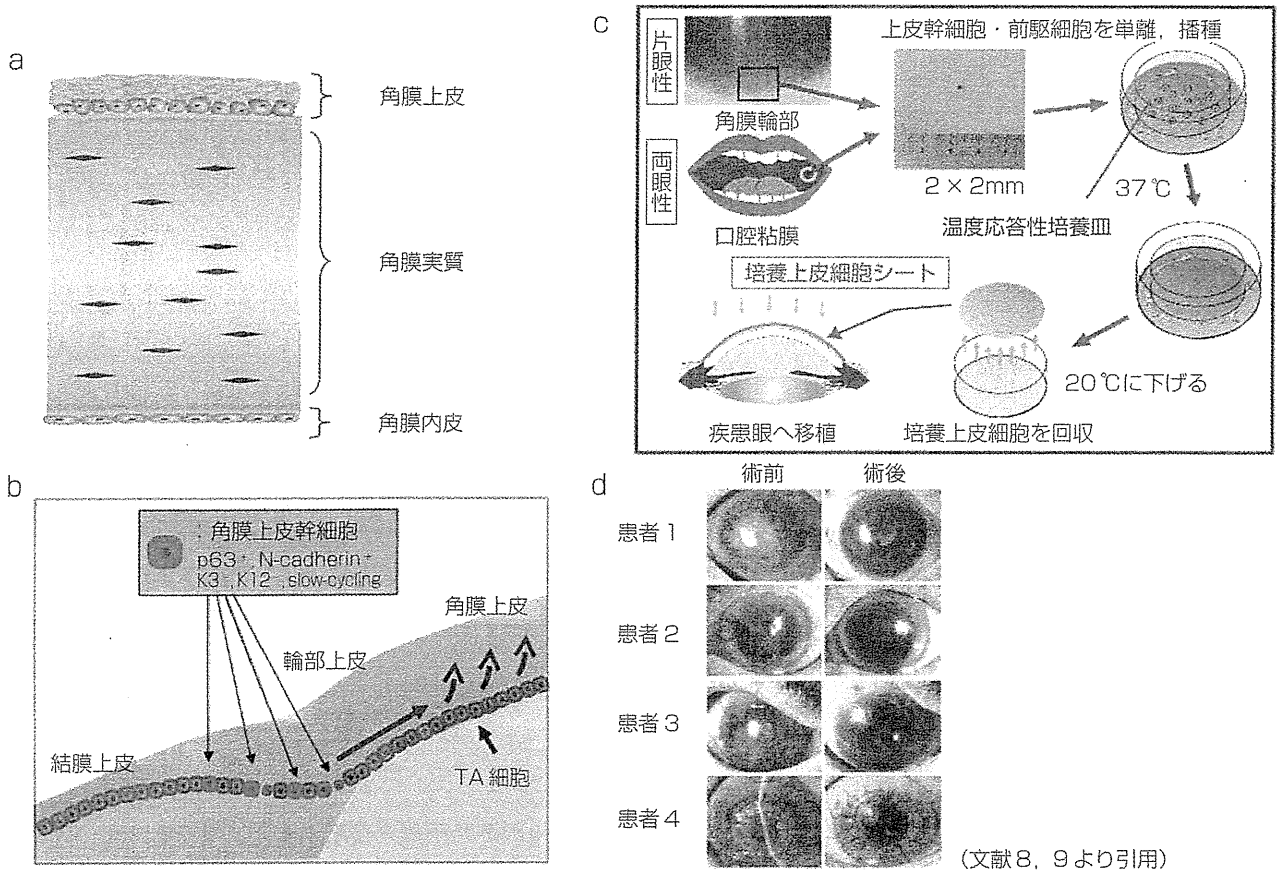 a
角膜上皮
角膜実質
角膜内皮
b
：角膜上皮幹細胞
p63⁺, N-cadherin⁺
K3⁻, K12⁻, slow-cycling
角膜上皮
輪部上皮
結膜上皮
TA 細胞
c
片眼性
上皮幹細胞・前駆細胞を単離，播種
角膜輪部
両眼性
2 × 2mm
37℃
口腔粘膜
温度応答性培養皿
培養上皮細胞シート
20℃に下げる
疾患眼へ移植
培養上皮細胞を回収
d
術前 術後
患者 1
患者 2
患者 3
患者 4
（文献 8，9 より引用）